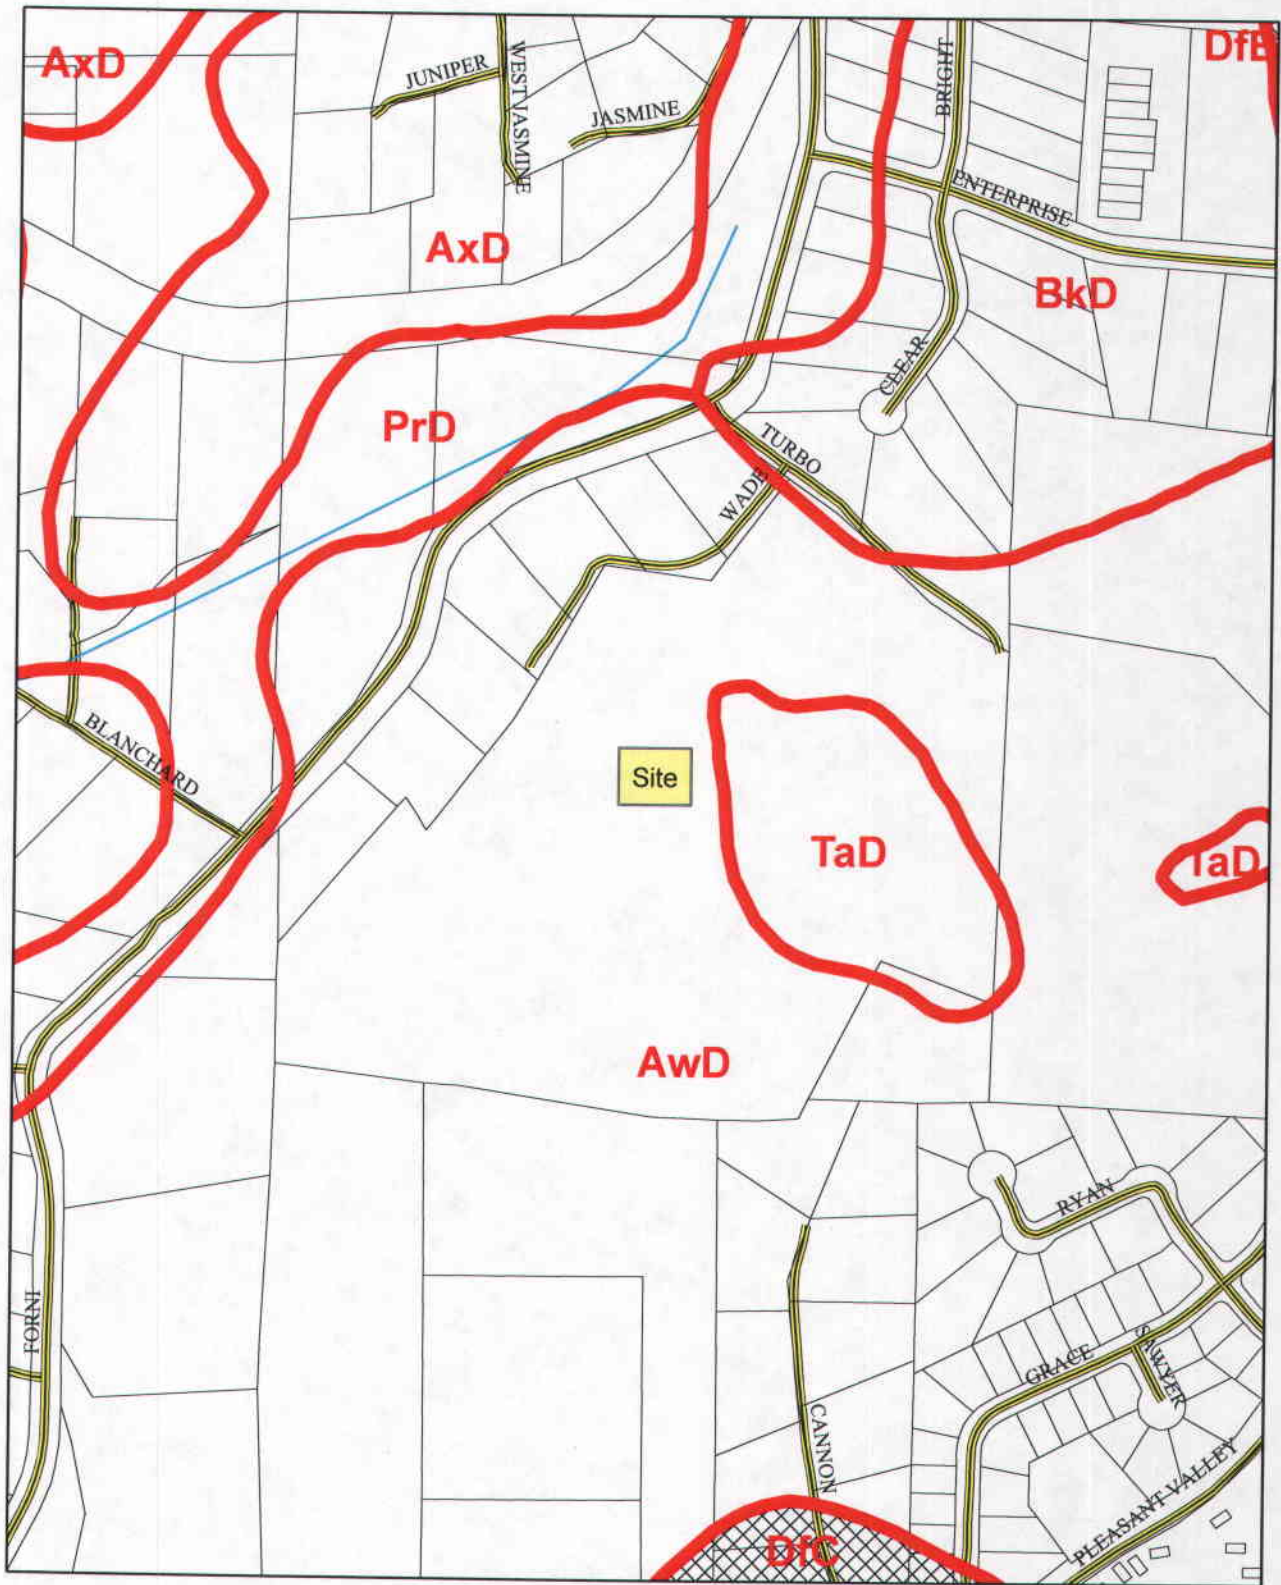 AxD
JUNIPER
WEST JASMINE
JASMINE
BRIGHT
DfB
ENTERPRISE
AxD
BkD
CLEAR
PrD
TURBO
WADE
BLANCHARD
Site
TaD
TaD
AwD
RYAN
FORNI
GRACE
SAWYER
CANNON
PLEASANT VALLEY
DfC